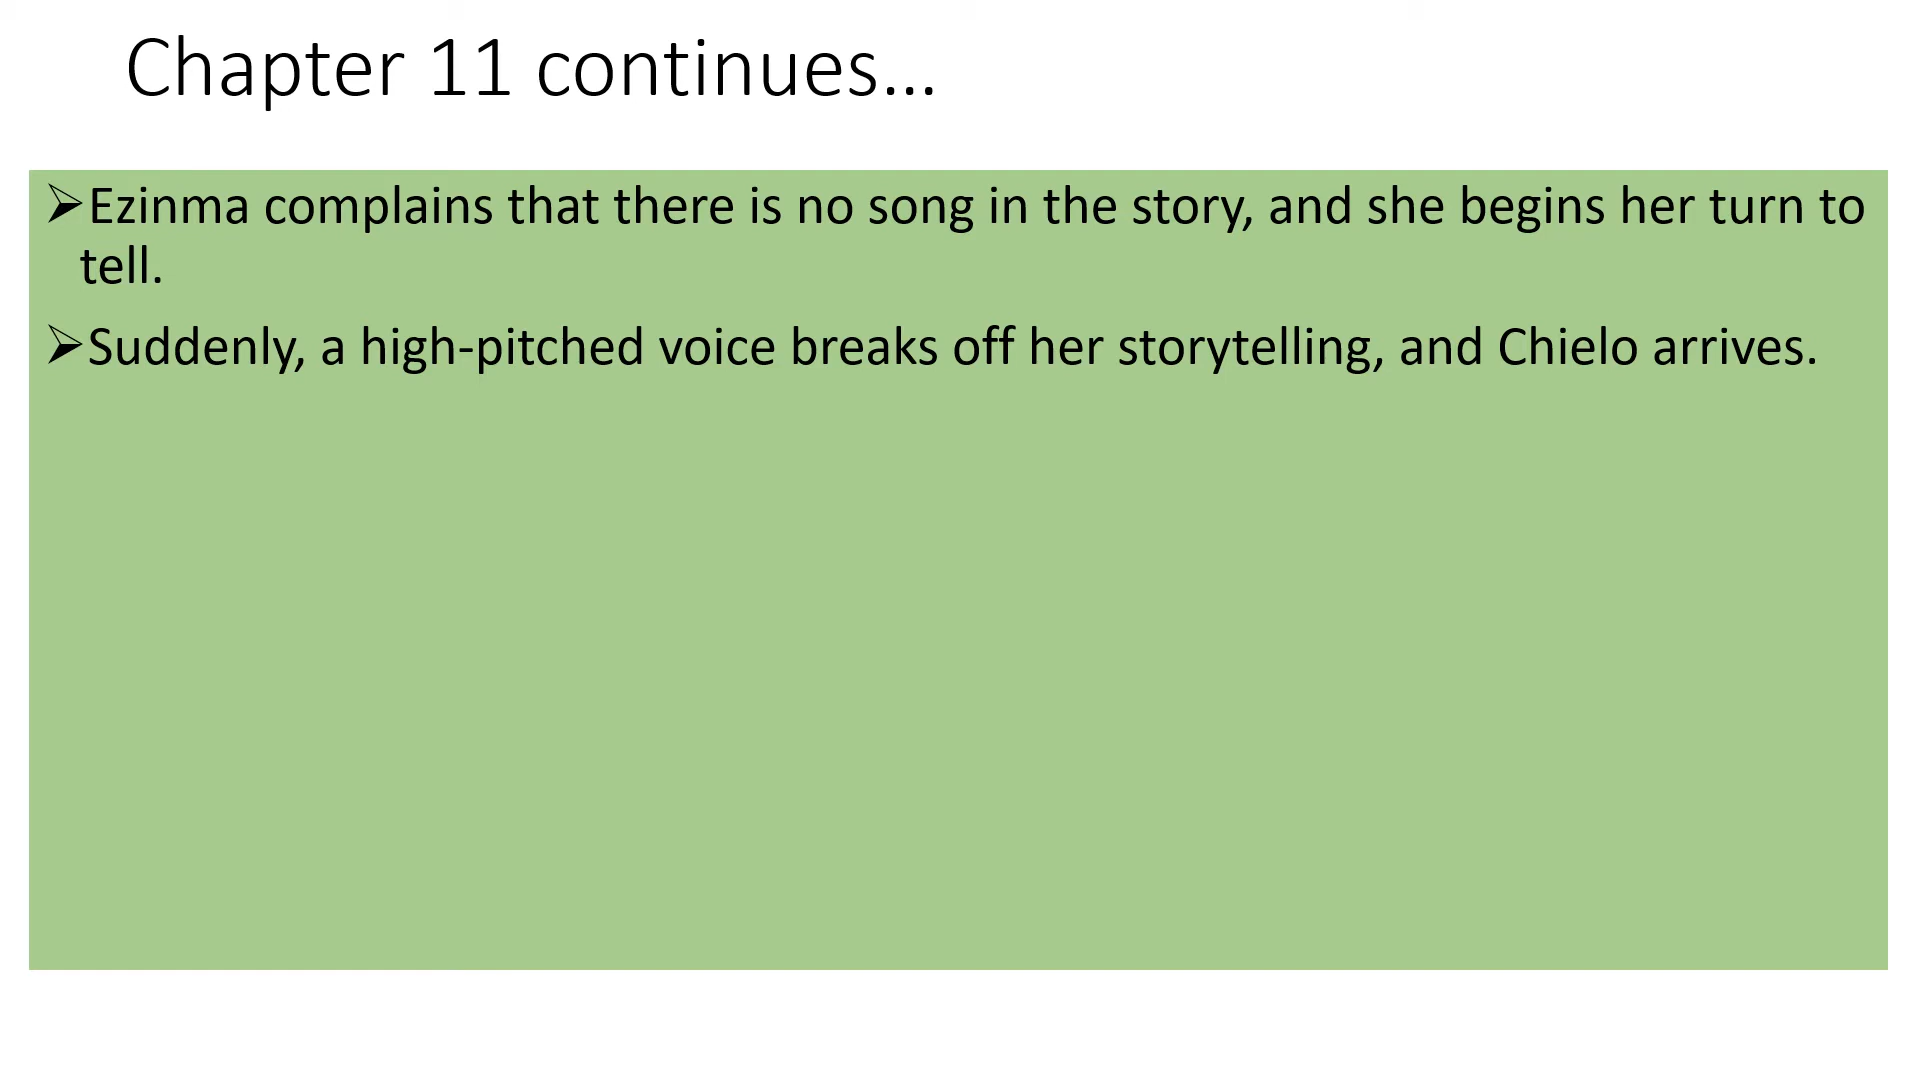 Chapter 11 continues…
➢Ezinma complains that there is no song in the story, and she begins her turn to
tell.
➢Suddenly, a high-pitched voice breaks off her storytelling, and Chielo arrives.